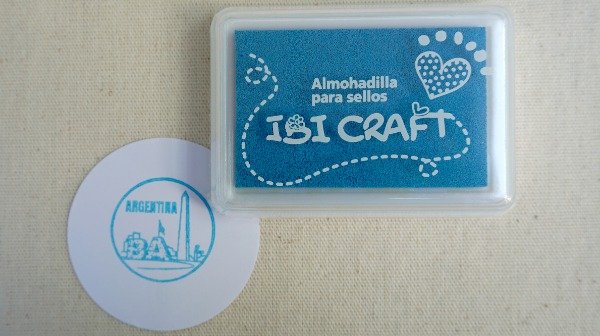 Almohadilla
para sellos
IBI CRAFT
ARGENTINA
BA